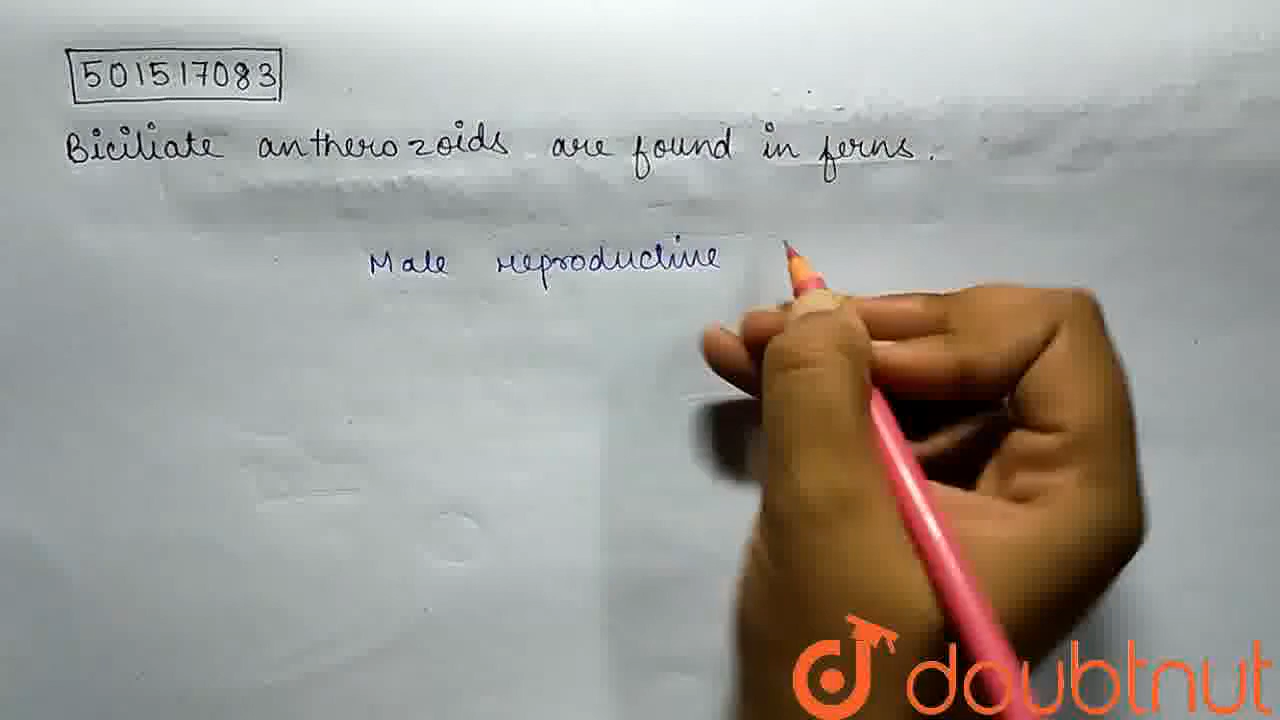 501517083
Biciliate antherozoids are found in ferns.
Male reproductive
doubtnut